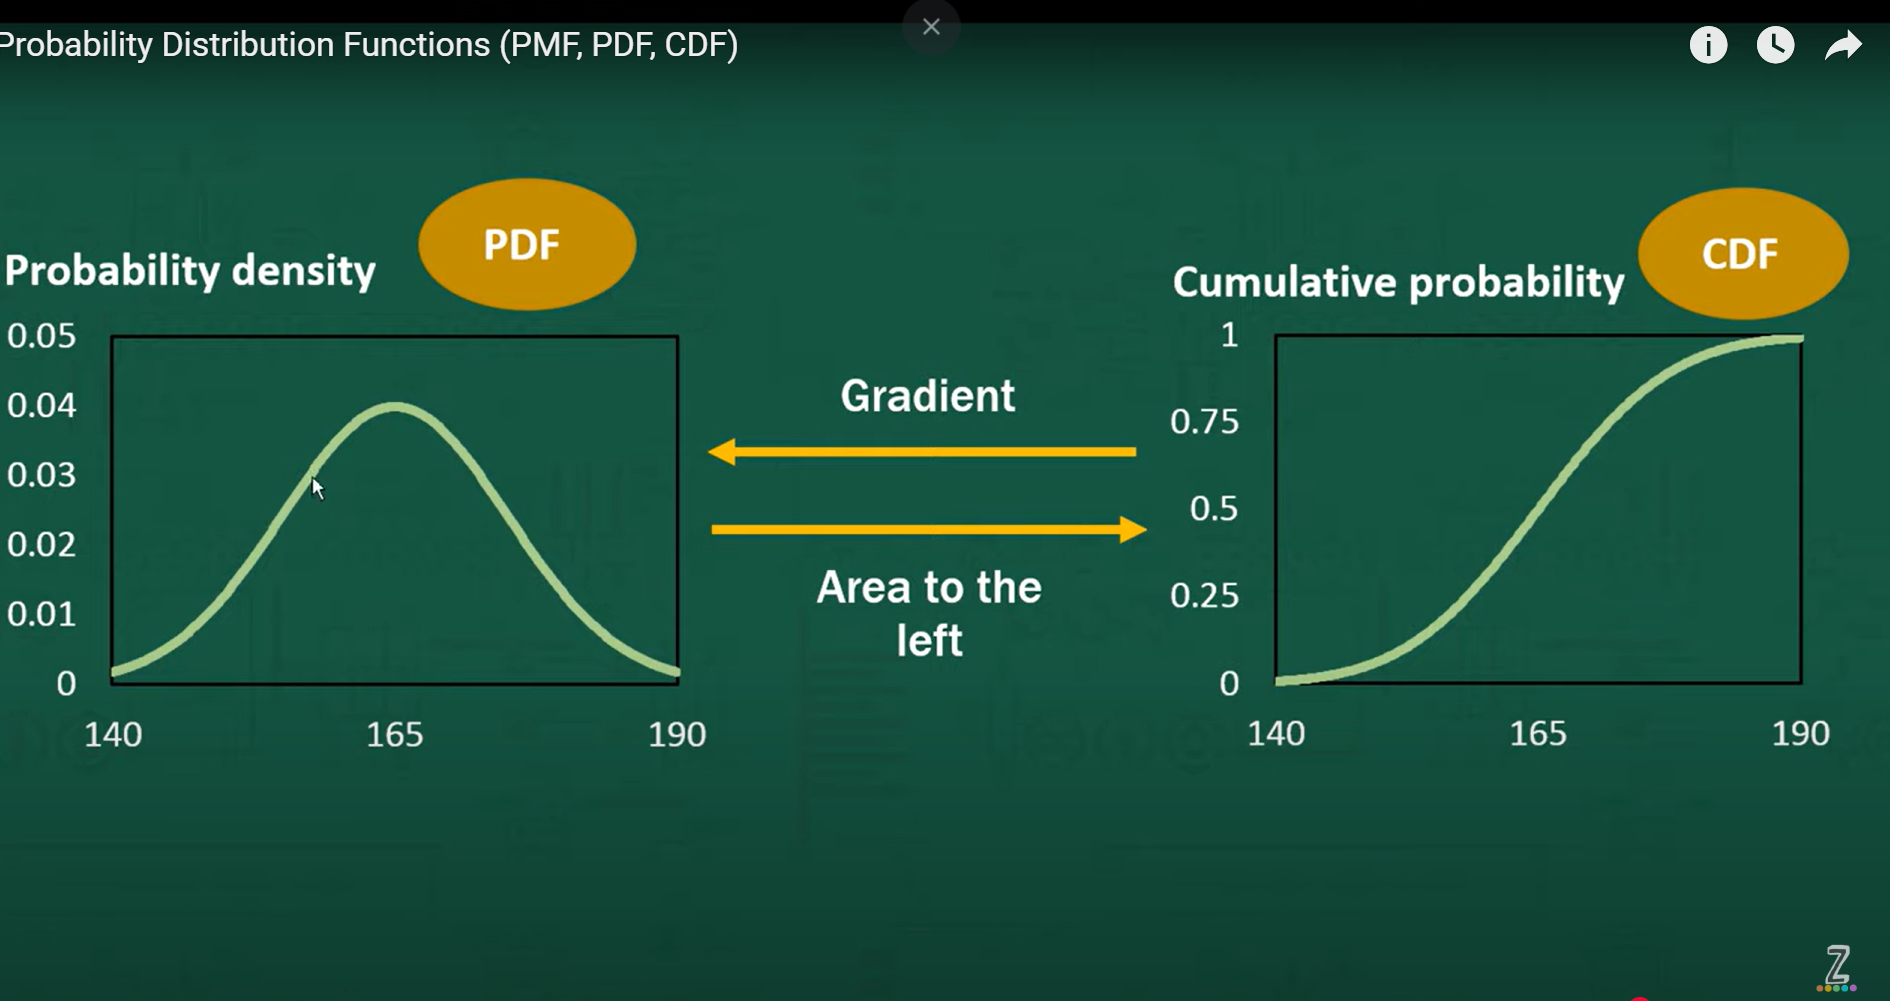 Probability Distribution Functions (PMF, PDF, CDF)
PDF
Probability density
0.05
0.04
0.03
0.02
0.01
0
140 165 190
Gradient
Area to the
left
CDF
Cumulative probability
1
0.75
0.5
0.25
0
140 165 190
Z